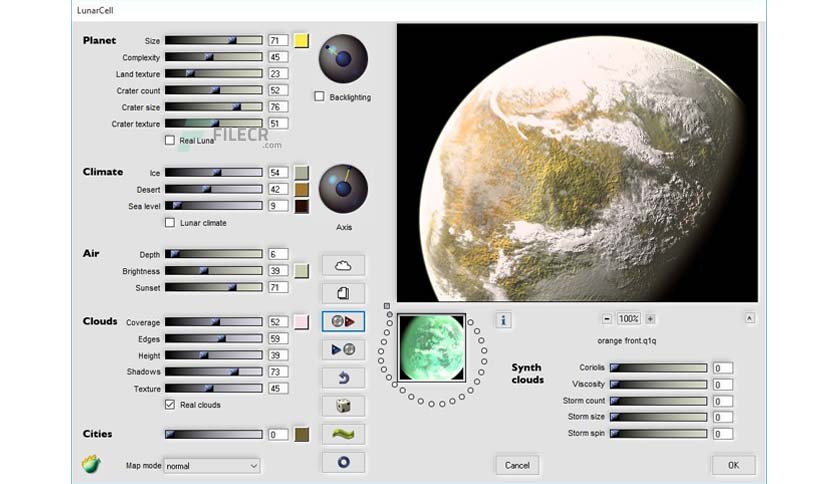 LunarCell
Planet
Size 71
Complexity 45
Land texture 23
Crater count 52
Crater size 76
Crater texture 51
Real Luna
Backlighting
FILECR
.com
Climate
Ice 54
Desert 42
Sea level 9
Lunar climate
Axis
Air
Depth 6
Brightness 39
Sunset 71
Clouds
Coverage 52
Edges 59
Height 39
Shadows 73
Texture 45
Real clouds
Cities 0
Map mode normal
i
- 100% +
orange front.q1q
Synth
clouds
Coriolis 0
Viscosity 0
Storm count 0
Storm size 0
Storm spin 0
Cancel
OK